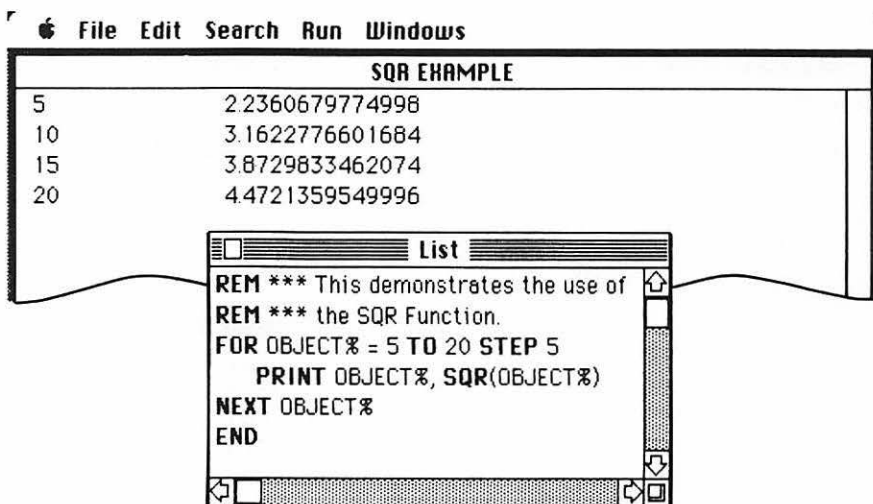 File Edit Search Run Windows
SQR EXAMPLE
5 2.2360679774998
10 3.1622776601684
15 3.8729833462074
20 4.4721359549996
List
REM *** This demonstrates the use of
REM *** the SQR Function.
FOR OBJECT% = 5 TO 20 STEP 5
PRINT OBJECT%, SQR(OBJECT%)
NEXT OBJECT%
END